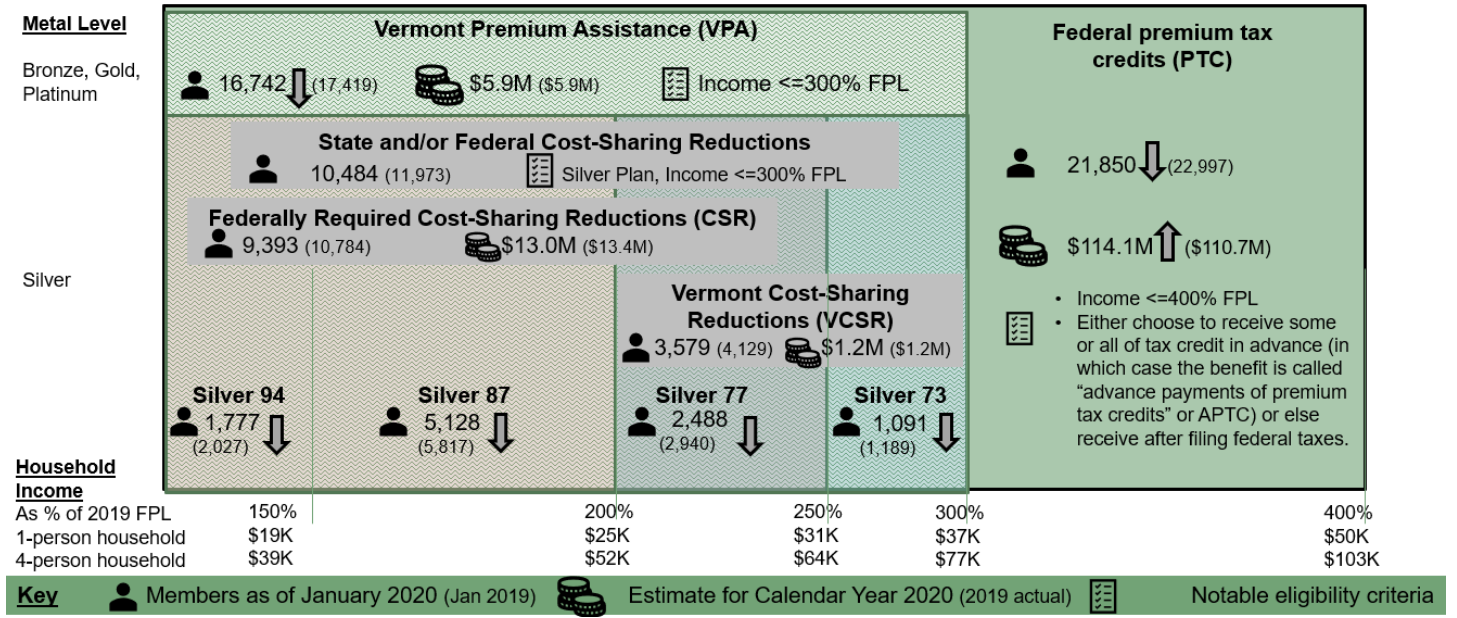 Metal Level
Bronze, Gold,
Platinum
Vermont Premium Assistance (VPA)
16,742 (17,419) $5.9M ($5.9M) Income <=300% FPL
Federal premium tax
credits (PTC)
State and/or Federal Cost-Sharing Reductions
10,484 (11,973) Silver Plan, Income <=300% FPL
21,850 (22,997)
Federally Required Cost-Sharing Reductions (CSR)
9,393 (10,784) $13.0M ($13.4M)
$114.1M ($110.7M)
Silver
Vermont Cost-Sharing
Reductions (VCSR)
3,579 (4,129) $1.2M ($1.2M)
• Income <=400% FPL
• Either choose to receive some
or all of tax credit in advance (in
which case the benefit is called
“advance payments of premium
tax credits” or APTC) or else
receive after filing federal taxes.
Silver 94
1,777
(2,027)
Silver 87
5,128
(5,817)
Silver 77
2,488
(2,940)
Silver 73
1,091
(1,189)
Household
Income
As % of 2019 FPL 150% 200% 250% 300% 400%
1-person household $19K $25K $31K $37K $50K
4-person household $39K $52K $64K $77K $103K
Key Members as of January 2020 (Jan 2019) Estimate for Calendar Year 2020 (2019 actual) Notable eligibility criteria